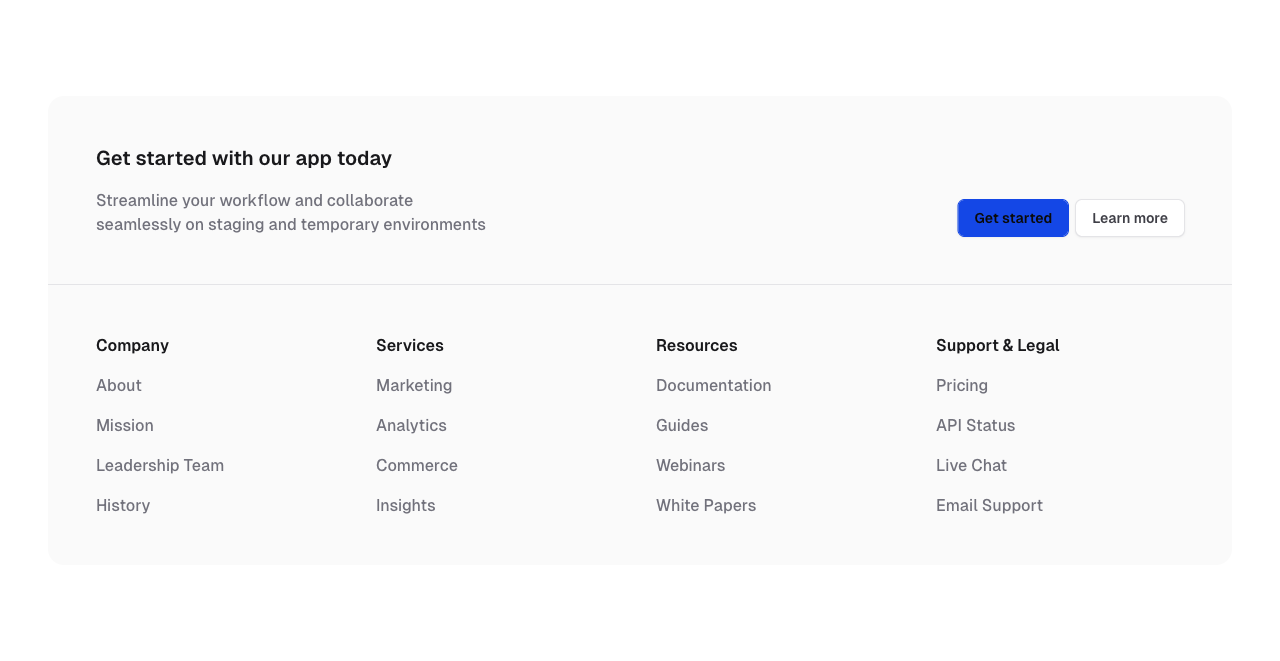 Get started with our app today
Streamline your workflow and collaborate
seamlessly on staging and temporary environments
Get started
Learn more
Company
About
Mission
Leadership Team
History
Services
Marketing
Analytics
Commerce
Insights
Resources
Documentation
Guides
Webinars
White Papers
Support & Legal
Pricing
API Status
Live Chat
Email Support